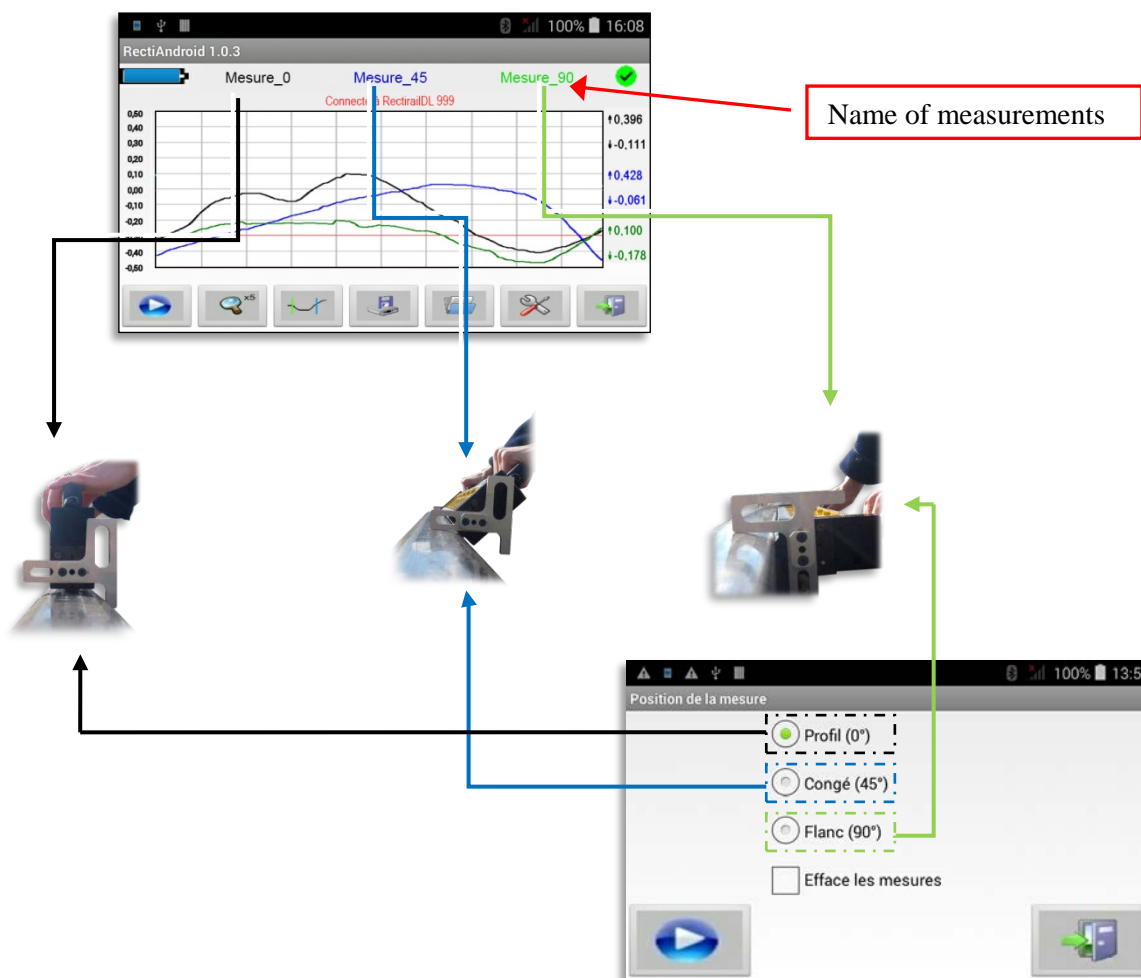 100% 16:08
RectiAndroid 1.0.3
Mesure_0 Mesure_45 Mesure_90
Connecté à RectirailDL 999
Name of measurements
0,50
0,40
0,30
0,20
0,10
0,00
-0,10
-0,20
-0,30
-0,40
-0,50
0,396
-0,111
0,428
-0,061
0,100
-0,178
x5
100% 13:5
Position de la mesure
Profil (0°)
Congé (45°)
Flanc (90°)
Efface les mesures